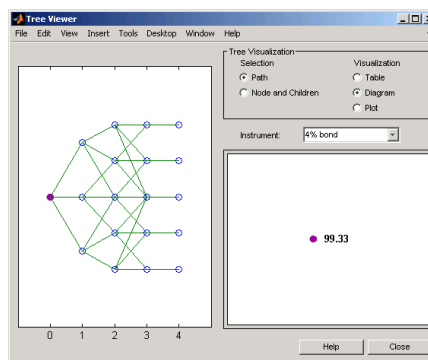 Tree Viewer
File Edit View Insert Tools Desktop Window Help
Tree Visualization
Selection
Visualization
Path
Table
Node and Children
Diagram
Plot
Instrument:
4% bond
99.33
0 1 2 3 4
Help
Close